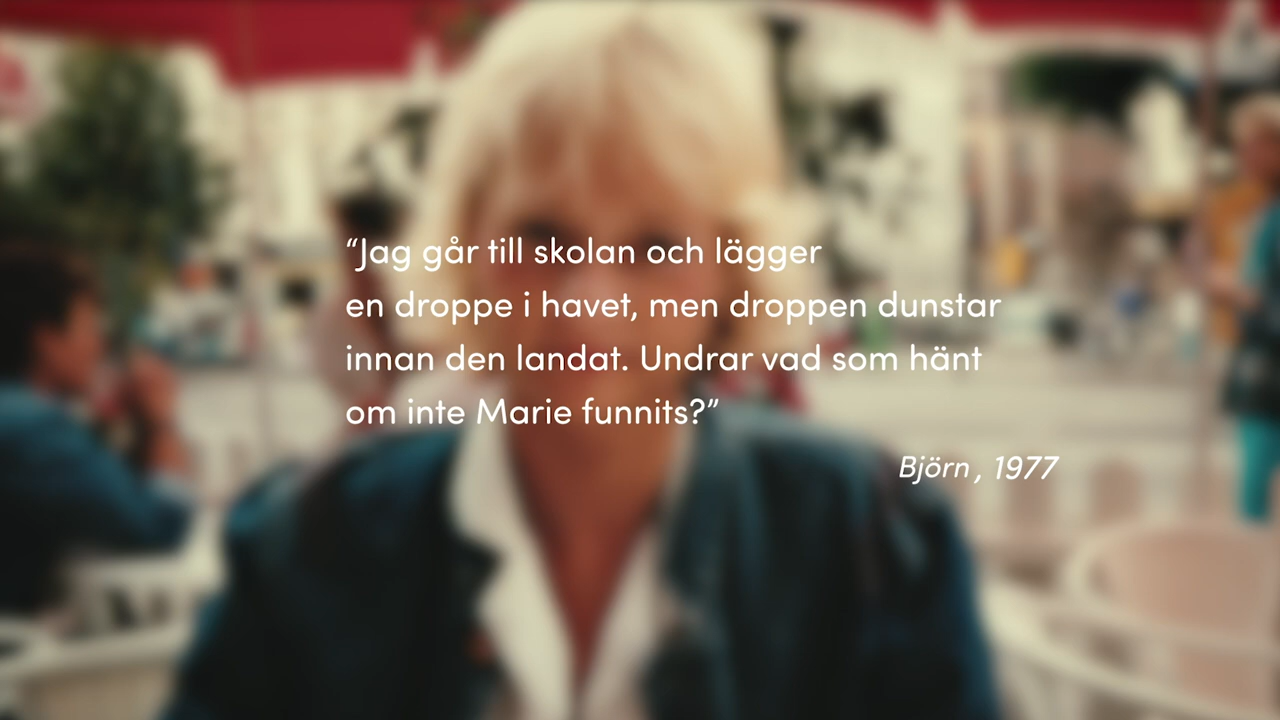 “Jag går till skolan och lägger
en droppe i havet, men droppen dunstar
innan den landat. Undrar vad som hänt
om inte Marie funnits?”
Björn, 1977